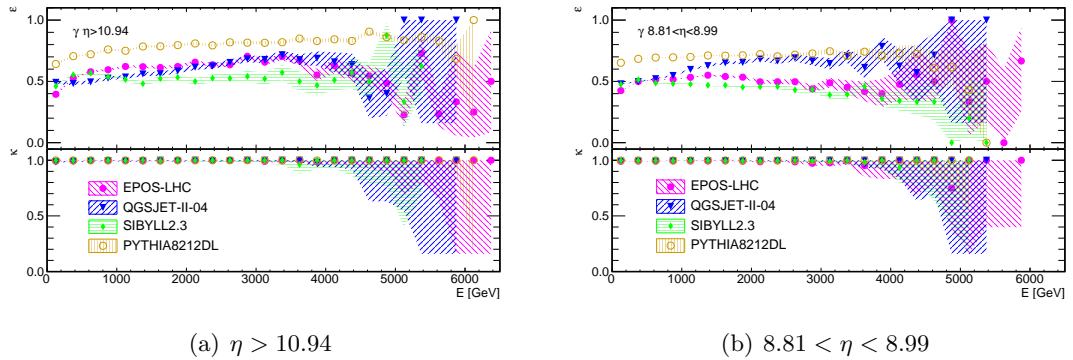 ε
γ η>10.94
1.0
0.5
0.0
κ
1.0
0.5
0.0
EPOS-LHC
QGSJET-II-04
SIBYLL2.3
PYTHIA8212DL
0 1000 2000 3000 4000 5000 6000
E [GeV]
(a) η > 10.94
ε
γ 8.81<η<8.99
1.0
0.5
0.0
κ
1.0
0.5
0.0
EPOS-LHC
QGSJET-II-04
SIBYLL2.3
PYTHIA8212DL
0 1000 2000 3000 4000 5000 6000
E [GeV]
(b) 8.81 < η < 8.99